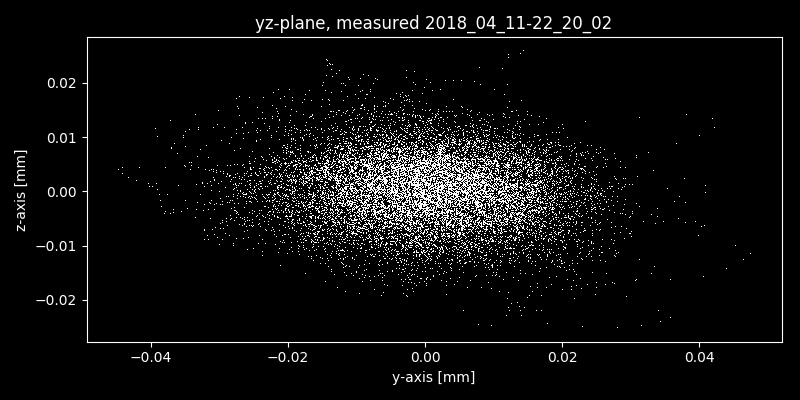 yz-plane, measured 2018_04_11-22_20_02
0.02
0.01
0.00
−0.01
−0.02
z-axis [mm]
−0.04 −0.02 0.00 0.02 0.04
y-axis [mm]